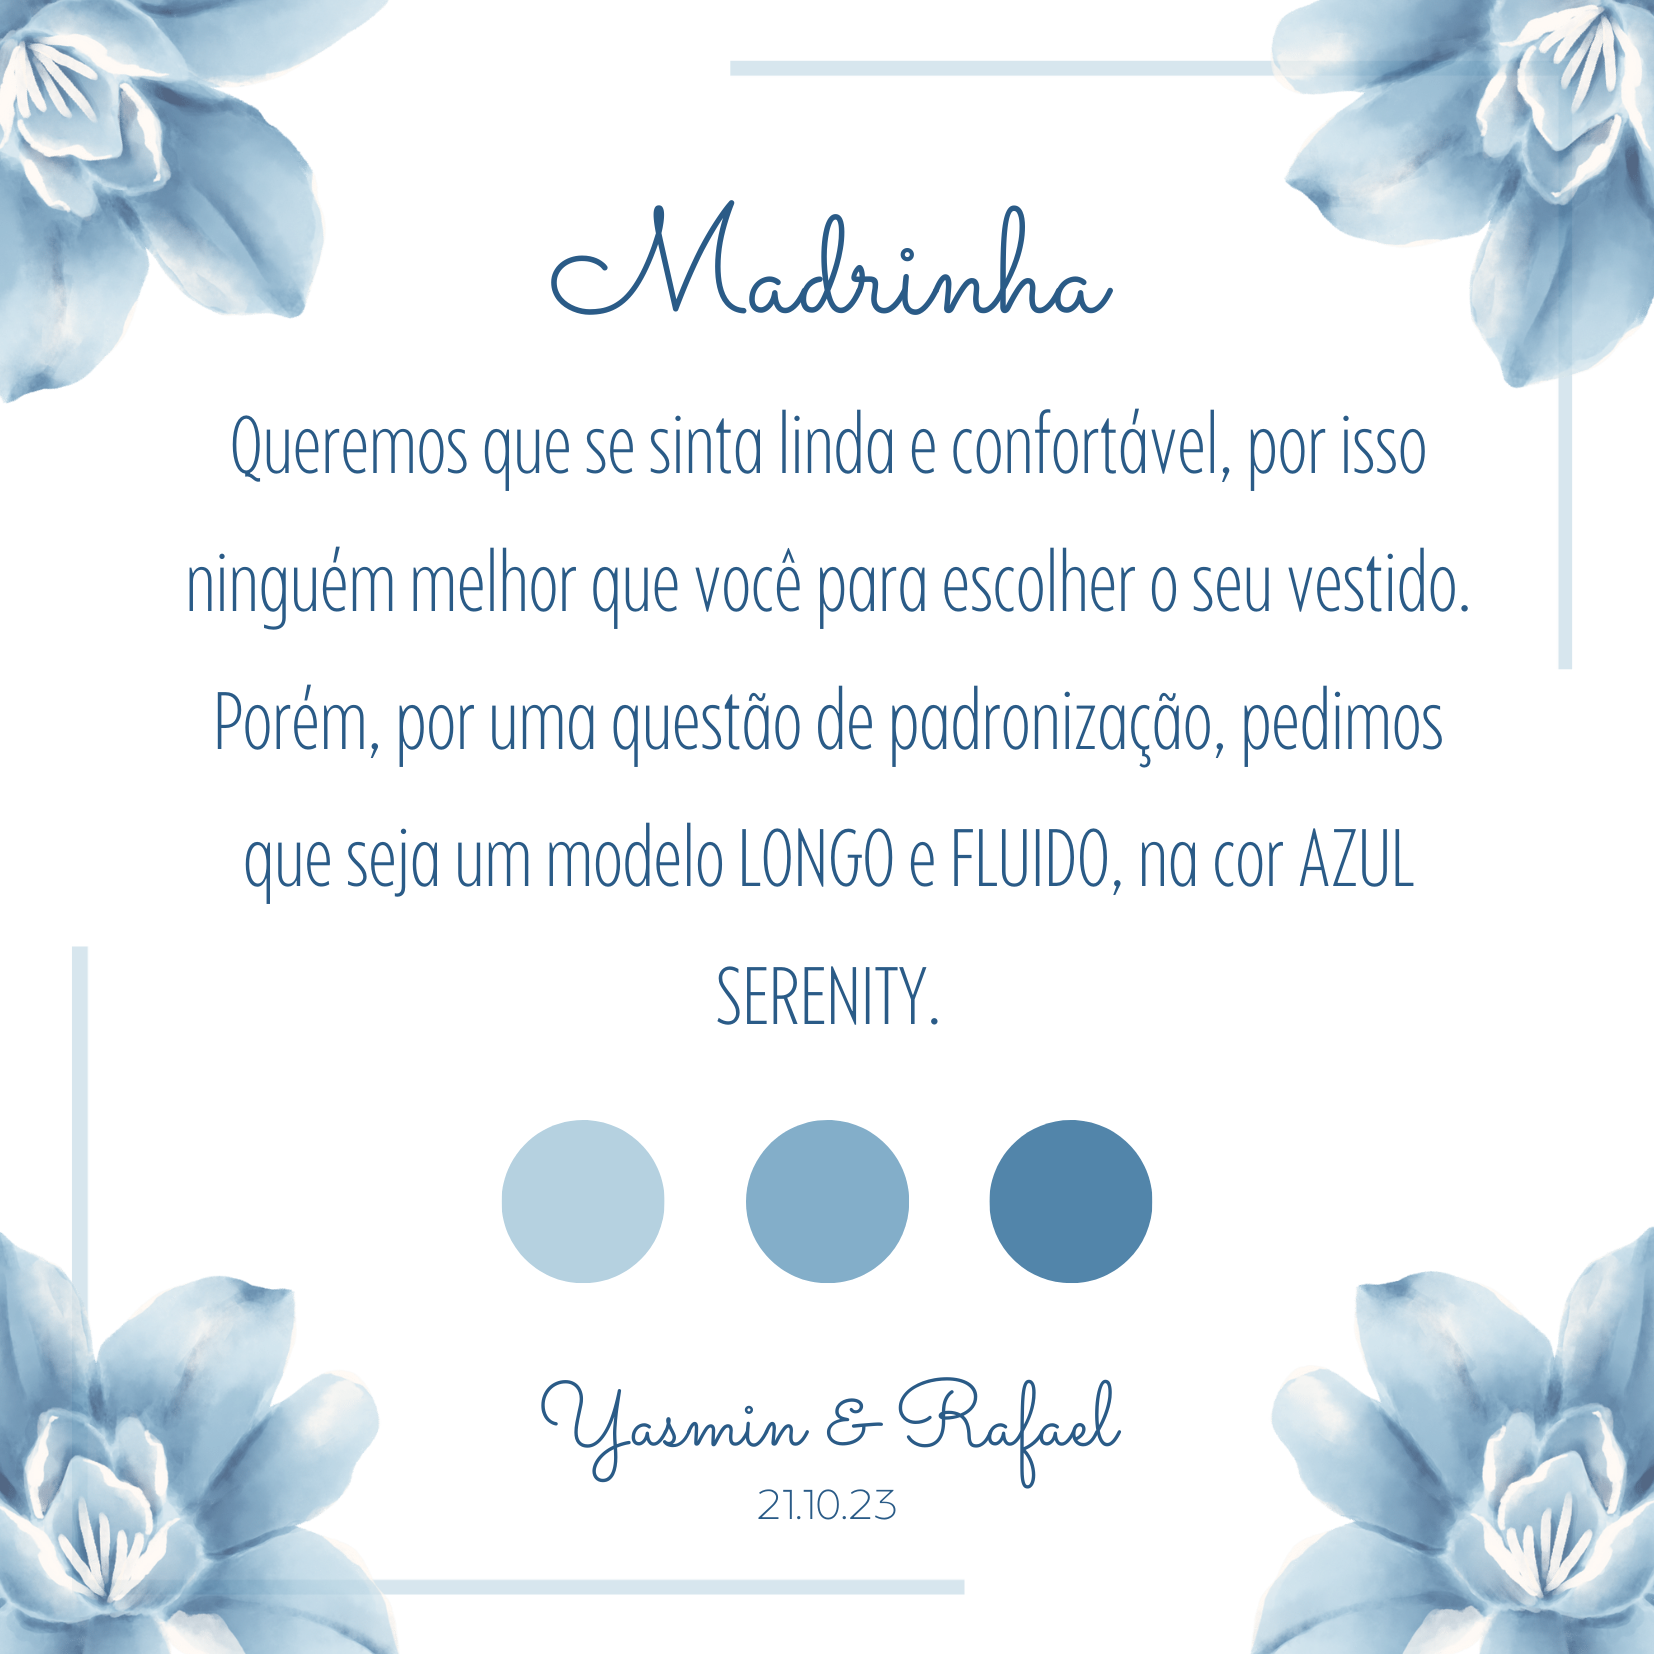 Madrinha
Queremos que se sinta linda e confortável, por isso
ninguém melhor que você para escolher o seu vestido.
Porém, por uma questão de padronização, pedimos
que seja um modelo LONGO e FLUIDO, na cor AZUL
SERENITY.
Yasmin & Rafael
21.10.23